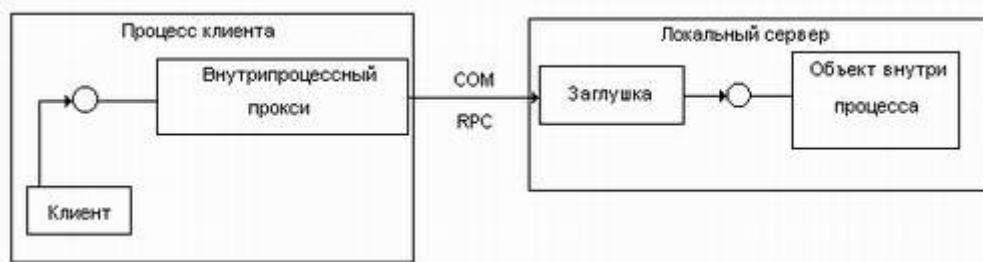 Процесс клиента
Внутрипроцессный
прокси
Клиент
COM
RPC
Локальный сервер
Заглушка
Объект внутри
процесса